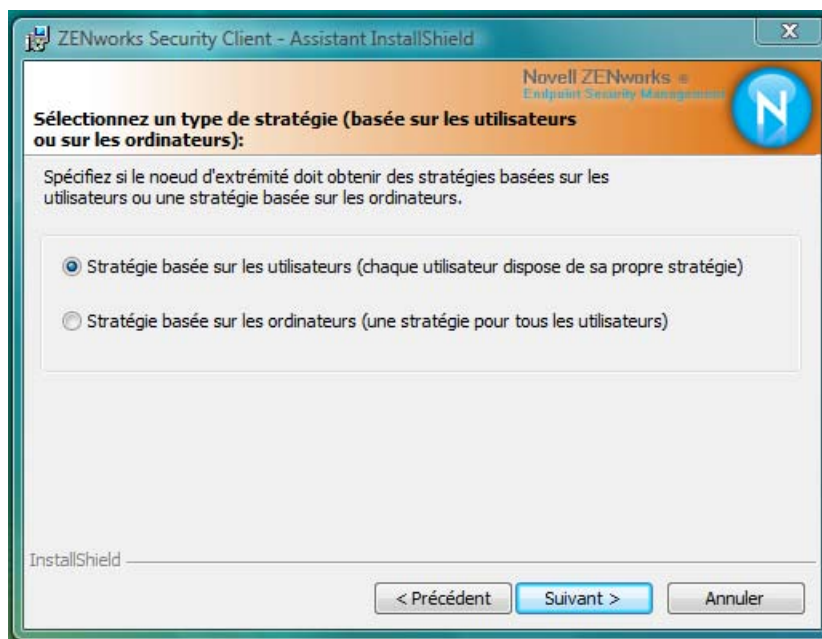 ZENworks Security Client - Assistant InstallShield
X
Novell ZENworks ®
Endpoint Security Management
Sélectionnez un type de stratégie (basée sur les utilisateurs
ou sur les ordinateurs):
N
Spécifiez si le noeud d'extrémité doit obtenir des stratégies basées sur les
utilisateurs ou une stratégie basée sur les ordinateurs.
Stratégie basée sur les utilisateurs (chaque utilisateur dispose de sa propre stratégie)
Stratégie basée sur les ordinateurs (une stratégie pour tous les utilisateurs)
InstallShield
< Précédent Suivant > Annuler